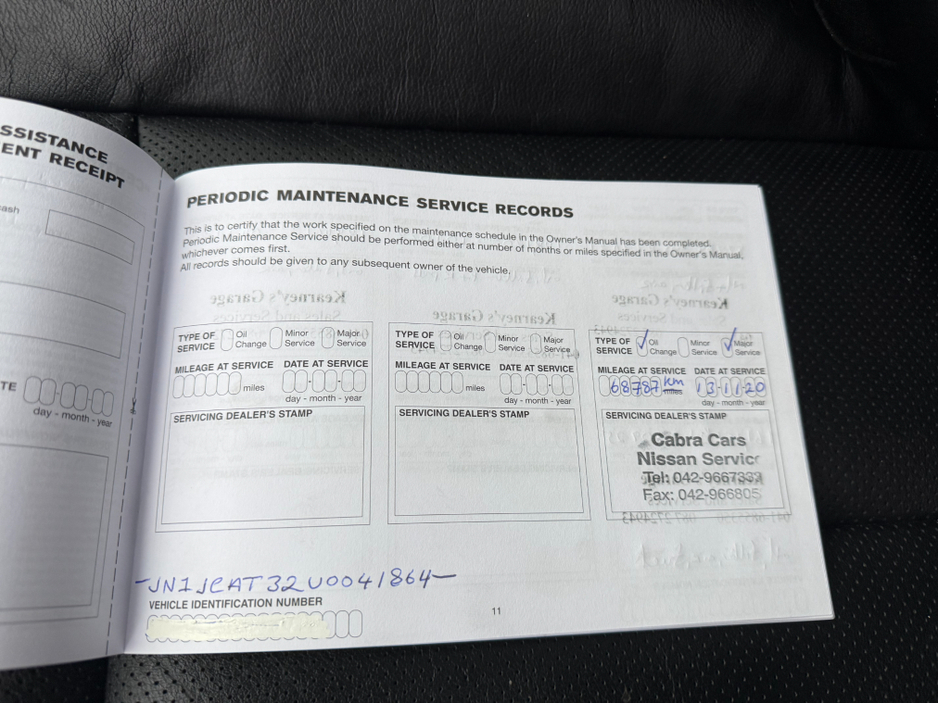 SSISTANCE
ENT RECEIPT
ash
TE
day - month - year
PERIODIC MAINTENANCE SERVICE RECORDS
This is to certify that the work specified on the maintenance schedule in the Owner's Manual has been completed.
Periodic Maintenance Service should be performed either at number of months or miles specified in the Owner's Manual,
whichever comes first.
All records should be given to any subsequent owner of the vehicle.
TYPE OF SERVICE Oil Change Minor Service Major Service
MILEAGE AT SERVICE DATE AT SERVICE
miles
day - month - year
SERVICING DEALER'S STAMP
TYPE OF SERVICE Oil Change Minor Service Major Service
MILEAGE AT SERVICE DATE AT SERVICE
miles
day - month - year
SERVICING DEALER'S STAMP
TYPE OF SERVICE Oil Change Minor Service Major Service
MILEAGE AT SERVICE DATE AT SERVICE
68787 km miles 13-11-20
day - month - year
SERVICING DEALER'S STAMP
Cabra Cars
Nissan Service
Tel: 042-9667333
Fax: 042-966805
-JN1JCAT32U0041864-
VEHICLE IDENTIFICATION NUMBER
11